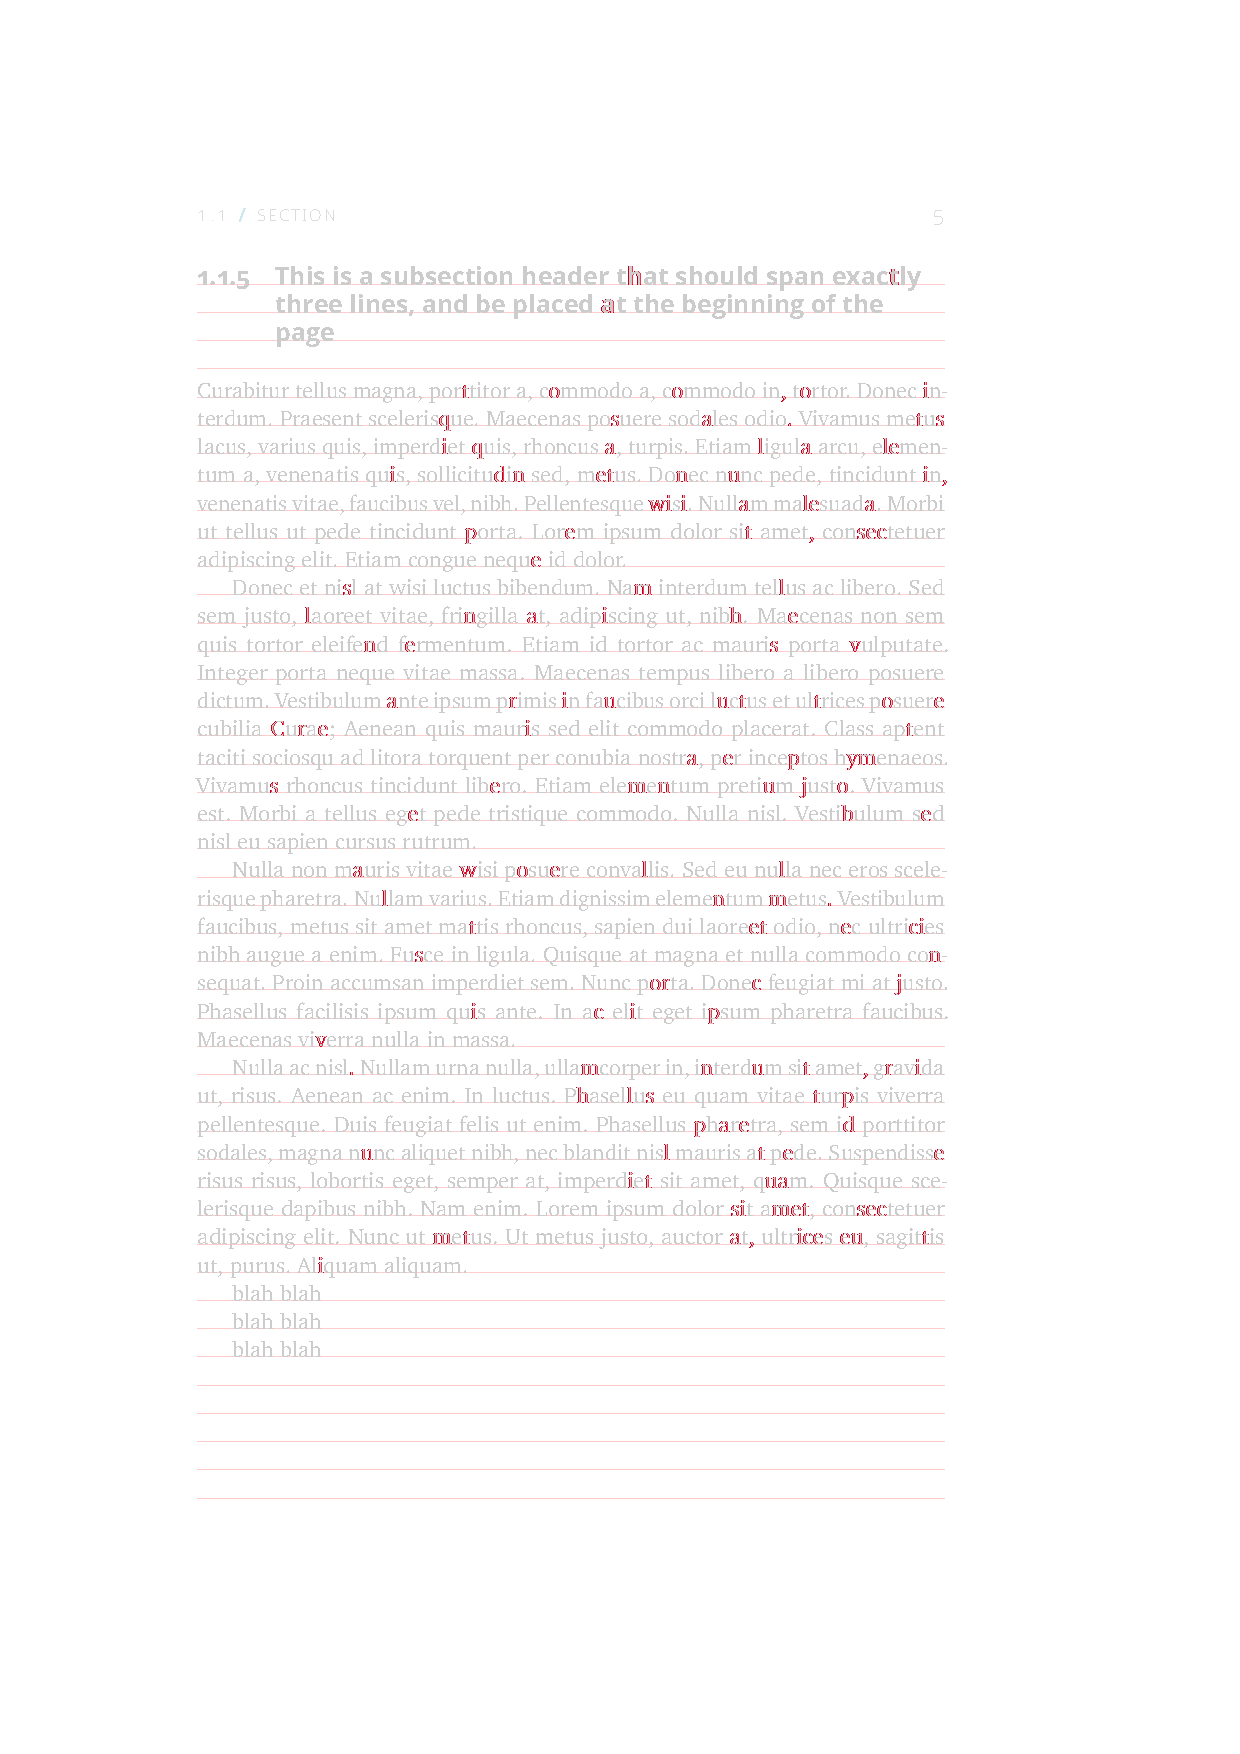 1.1 / SECTION 5
1.1.5 This is a subsection header that should span exactly
three lines, and be placed at the beginning of the
page
Curabitur tellus magna, porttitor a, commodo a, commodo in, tortor. Donec in-
terdum. Praesent scelerisque. Maecenas posuere sodales odio. Vivamus metus
lacus, varius quis, imperdiet quis, rhoncus a, turpis. Etiam ligula arcu, elemen-
tum a, venenatis quis, sollicitudin sed, metus. Donec nunc pede, tincidunt in,
venenatis vitae, faucibus vel, nibh. Pellentesque wisi. Nullam malesuada. Morbi
ut tellus ut pede tincidunt porta. Lorem ipsum dolor sit amet, consectetuer
adipiscing elit. Etiam congue neque id dolor.
Donec et nisl at wisi luctus bibendum. Nam interdum tellus ac libero. Sed
sem justo, laoreet vitae, fringilla at, adipiscing ut, nibh. Maecenas non sem
quis tortor eleifend fermentum. Etiam id tortor ac mauris porta vulputate.
Integer porta neque vitae massa. Maecenas tempus libero a libero posuere
dictum. Vestibulum ante ipsum primis in faucibus orci luctus et ultrices posuere
cubilia Curae; Aenean quis mauris sed elit commodo placerat. Class aptent
taciti sociosqu ad litora torquent per conubia nostra, per inceptos hymenaeos.
Vivamus rhoncus tincidunt libero. Etiam elementum pretium justo. Vivamus
est. Morbi a tellus eget pede tristique commodo. Nulla nisl. Vestibulum sed
nisl eu sapien cursus rutrum.
Nulla non mauris vitae wisi posuere convallis. Sed eu nulla nec eros scele-
risque pharetra. Nullam varius. Etiam dignissim elementum metus. Vestibulum
faucibus, metus sit amet mattis rhoncus, sapien dui laoreet odio, nec ultricies
nibh augue a enim. Fusce in ligula. Quisque at magna et nulla commodo con-
sequat. Proin accumsan imperdiet sem. Nunc porta. Donec feugiat mi at justo.
Phasellus facilisis ipsum quis ante. In ac elit eget ipsum pharetra faucibus.
Maecenas viverra nulla in massa.
Nulla ac nisl. Nullam urna nulla, ullamcorper in, interdum sit amet, gravida
ut, risus. Aenean ac enim. In luctus. Phasellus eu quam vitae turpis viverra
pellentesque. Duis feugiat felis ut enim. Phasellus pharetra, sem id porttitor
sodales, magna nunc aliquet nibh, nec blandit nisl mauris at pede. Suspendisse
risus risus, lobortis eget, semper at, imperdiet sit amet, quam. Quisque sce-
lerisque dapibus nibh. Nam enim. Lorem ipsum dolor sit amet, consectetuer
adipiscing elit. Nunc ut metus. Ut metus justo, auctor at, ultrices eu, sagittis
ut, purus. Aliquam aliquam.
blah blah
blah blah
blah blah